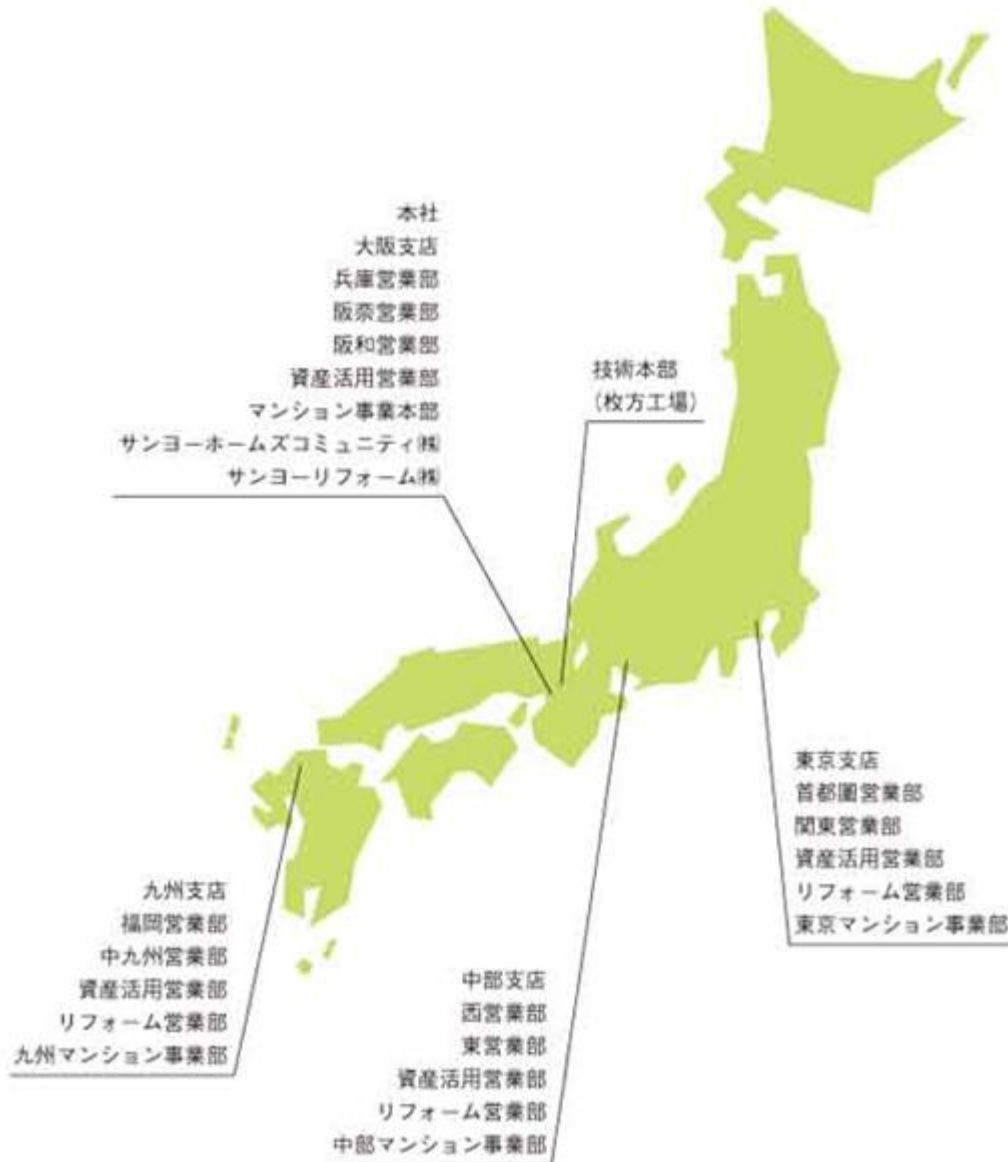 本社
大阪支店
兵庫営業部
阪奈営業部
阪和営業部
資産活用営業部
マンション事業本部
サンヨーホームズコミュニティ㈱
サンヨーリフォーム㈱
技術本部
(枚方工場)
東京支店
首都圏営業部
関東営業部
資産活用営業部
リフォーム営業部
東京マンション事業部
九州支店
福岡営業部
中九州営業部
資産活用営業部
リフォーム営業部
九州マンション事業部
中部支店
西営業部
東営業部
資産活用営業部
リフォーム営業部
中部マンション事業部